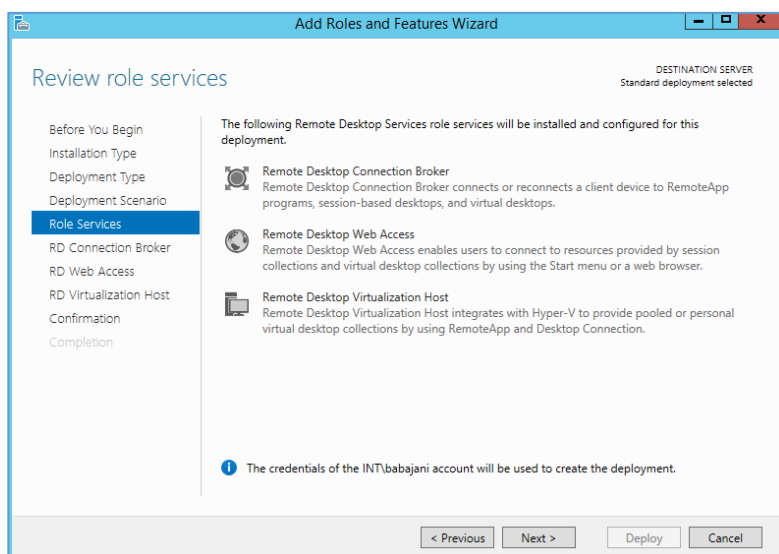 Add Roles and Features Wizard
Review role services
DESTINATION SERVER
Standard deployment selected
Before You Begin
Installation Type
Deployment Type
Deployment Scenario
Role Services
RD Connection Broker
RD Web Access
RD Virtualization Host
Confirmation
Completion
The following Remote Desktop Services role services will be installed and configured for this
deployment.
Remote Desktop Connection Broker
Remote Desktop Connection Broker connects or reconnects a client device to RemoteApp
programs, session-based desktops, and virtual desktops.
Remote Desktop Web Access
Remote Desktop Web Access enables users to connect to resources provided by session
collections and virtual desktop collections by using the Start menu or a web browser.
Remote Desktop Virtualization Host
Remote Desktop Virtualization Host integrates with Hyper-V to provide pooled or personal
virtual desktop collections by using RemoteApp and Desktop Connection.
The credentials of the INT\babajani account will be used to create the deployment.
< Previous
Next >
Deploy
Cancel